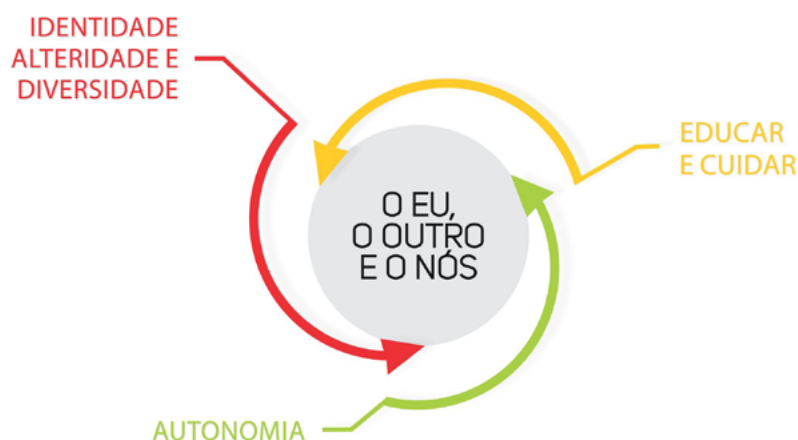 IDENTIDADE
ALTERIDADE E
DIVERSIDADE
EDUCAR
E CUIDAR
O EU,
O OUTRO
E O NÓS
AUTONOMIA